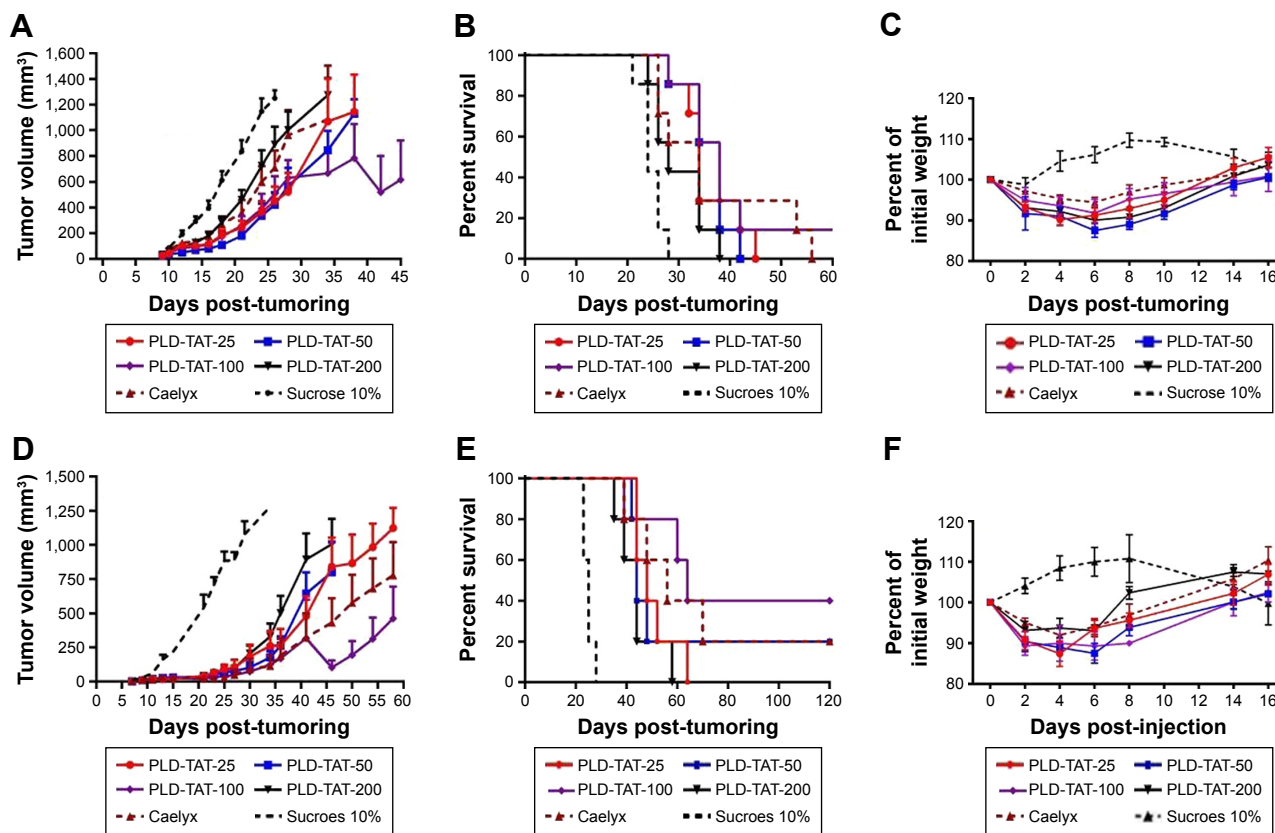 A
Tumor volume (mm³)
1,600
1,400
1,200
1,000
800
600
400
200
0
0 5 10 15 20 25 30 35 40 45
Days post-tumoring
PLD-TAT-25 PLD-TAT-50
PLD-TAT-100 PLD-TAT-200
Caelyx Sucrose 10%
B
Percent survival
100
80
60
40
20
0
0 20 30 40 60
Days post-tumoring
PLD-TAT-25 PLD-TAT-50
PLD-TAT-100 PLD-TAT-200
Caelyx Sucroes 10%
C
Percent of
initial weight
120
110
100
90
80
0 2 4 6 8 10 12 14 16
Days post-tumoring
PLD-TAT-25 PLD-TAT-50
PLD-TAT-100 PLD-TAT-200
Caelyx Sucrose 10%
D
Tumor volume (mm³)
1,500
1,250
1,000
750
500
250
0
0 5 10 15 20 25 30 35 40 45 50 55 60
Days post-tumoring
PLD-TAT-25 PLD-TAT-50
PLD-TAT-100 PLD-TAT-200
Caelyx Sucroes 10%
E
Percent survival
100
80
60
40
20
0
0 20 40 60 80 100 120
Days post-tumoring
PLD-TAT-25 PLD-TAT-50
PLD-TAT-100 PLD-TAT-200
Caelyx Sucroes 10%
F
Percent of
initial weight
120
110
100
90
80
0 2 4 6 8 10 12 14 16
Days post-injection
PLD-TAT-25 PLD-TAT-50
PLD-TAT-100 PLD-TAT-200
Caelyx Sucroes 10%